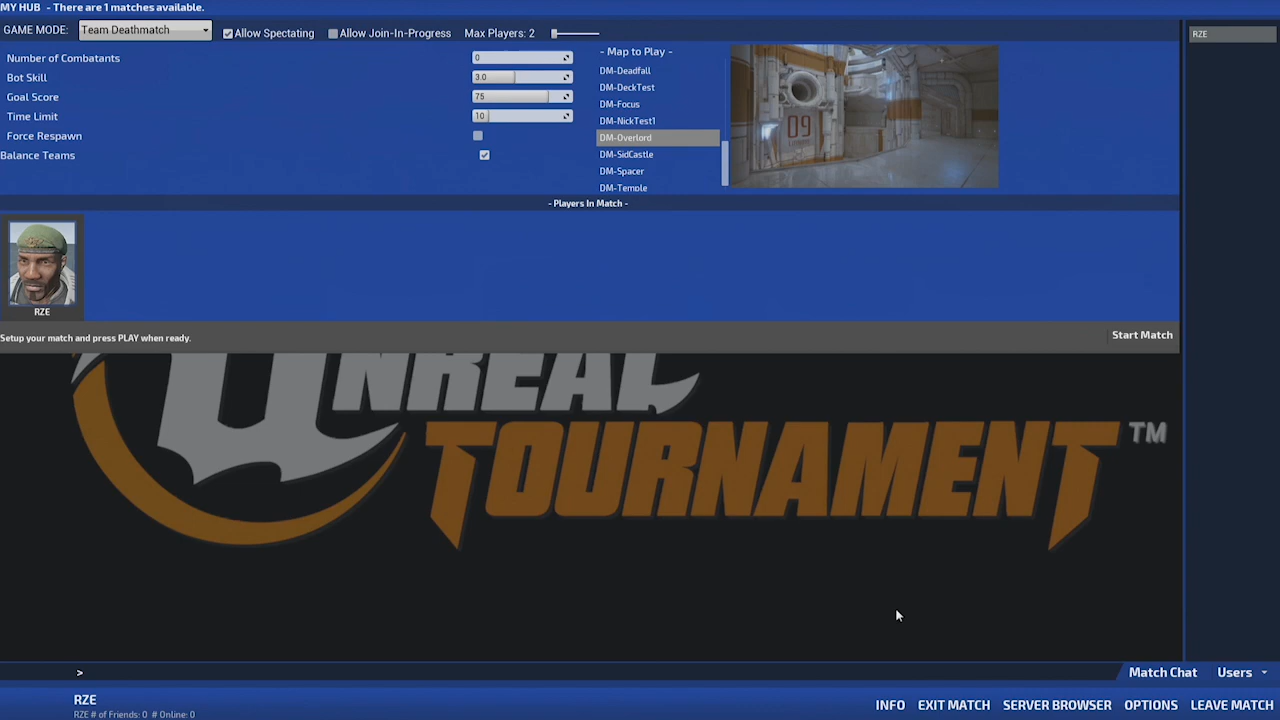 MY HUB - There are 1 matches available.
GAME MODE: Team Deathmatch Allow Spectating Allow Join-In-Progress Max Players: 2
RZE
Number of Combatants 0
Bot Skill 3.0
Goal Score 75
Time Limit 10
Force Respawn
Balance Teams
- Map to Play -
DM-Deadfall
DM-DeckTest
DM-Focus
DM-NickTest1
DM-Overlord
DM-SidCastle
DM-Spacer
DM-Temple
09
- Players In Match -
RZE
Setup your match and press PLAY when ready.
Start Match
UNREAL
TOURNAMENT™
>
Match Chat Users
RZE
RZE # of Friends: 0 # Online: 0
INFO EXIT MATCH SERVER BROWSER OPTIONS LEAVE MATCH